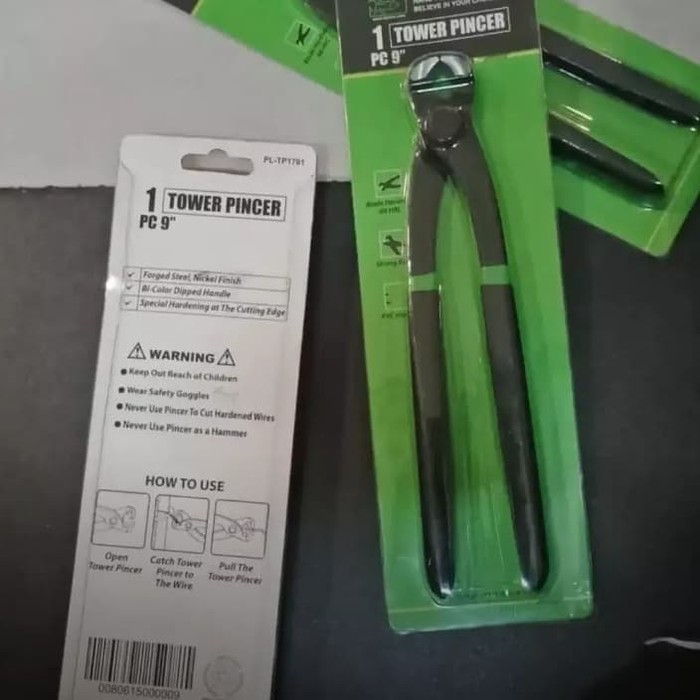 PL-TP1791
1 TOWER PINCER
PC 9"
Forged Steel, Nickel Finish
Bi-Color Dipped Handle
Special Hardening at The Cutting Edge
WARNING
Keep Out Reach of Children
Wear Safety Goggles
Never Use Pincer To Cut Hardened Wires
Never Use Pincer as a Hammer
HOW TO USE
Open
Tower Pincer
Catch Tower
Pincer to
The Wire
Pull The
Tower Pincer
0080615000009
BELIEVE IN YOUR
1 TOWER PINCER
PC 9"